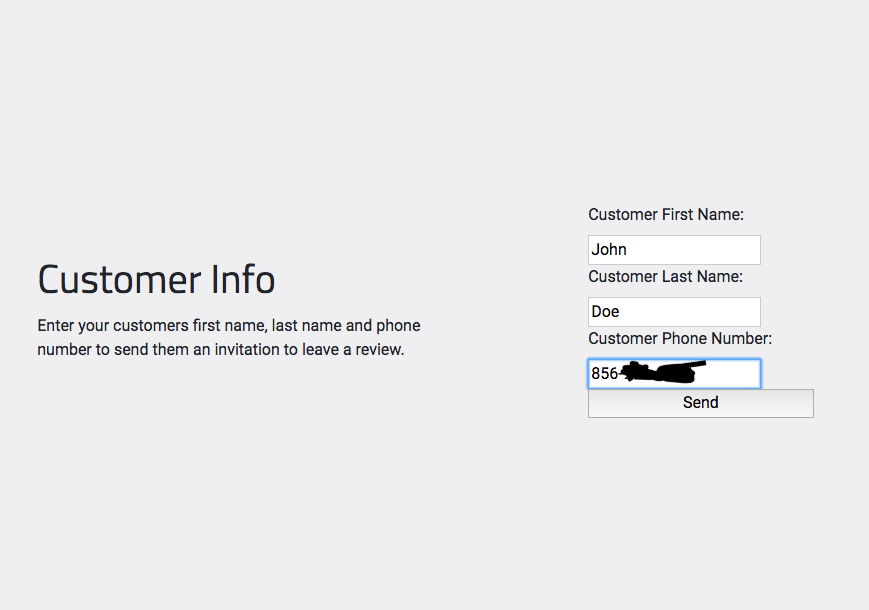 Customer Info
Enter your customers first name, last name and phone
number to send them an invitation to leave a review.
Customer First Name:
John
Customer Last Name:
Doe
Customer Phone Number:
856-
Send